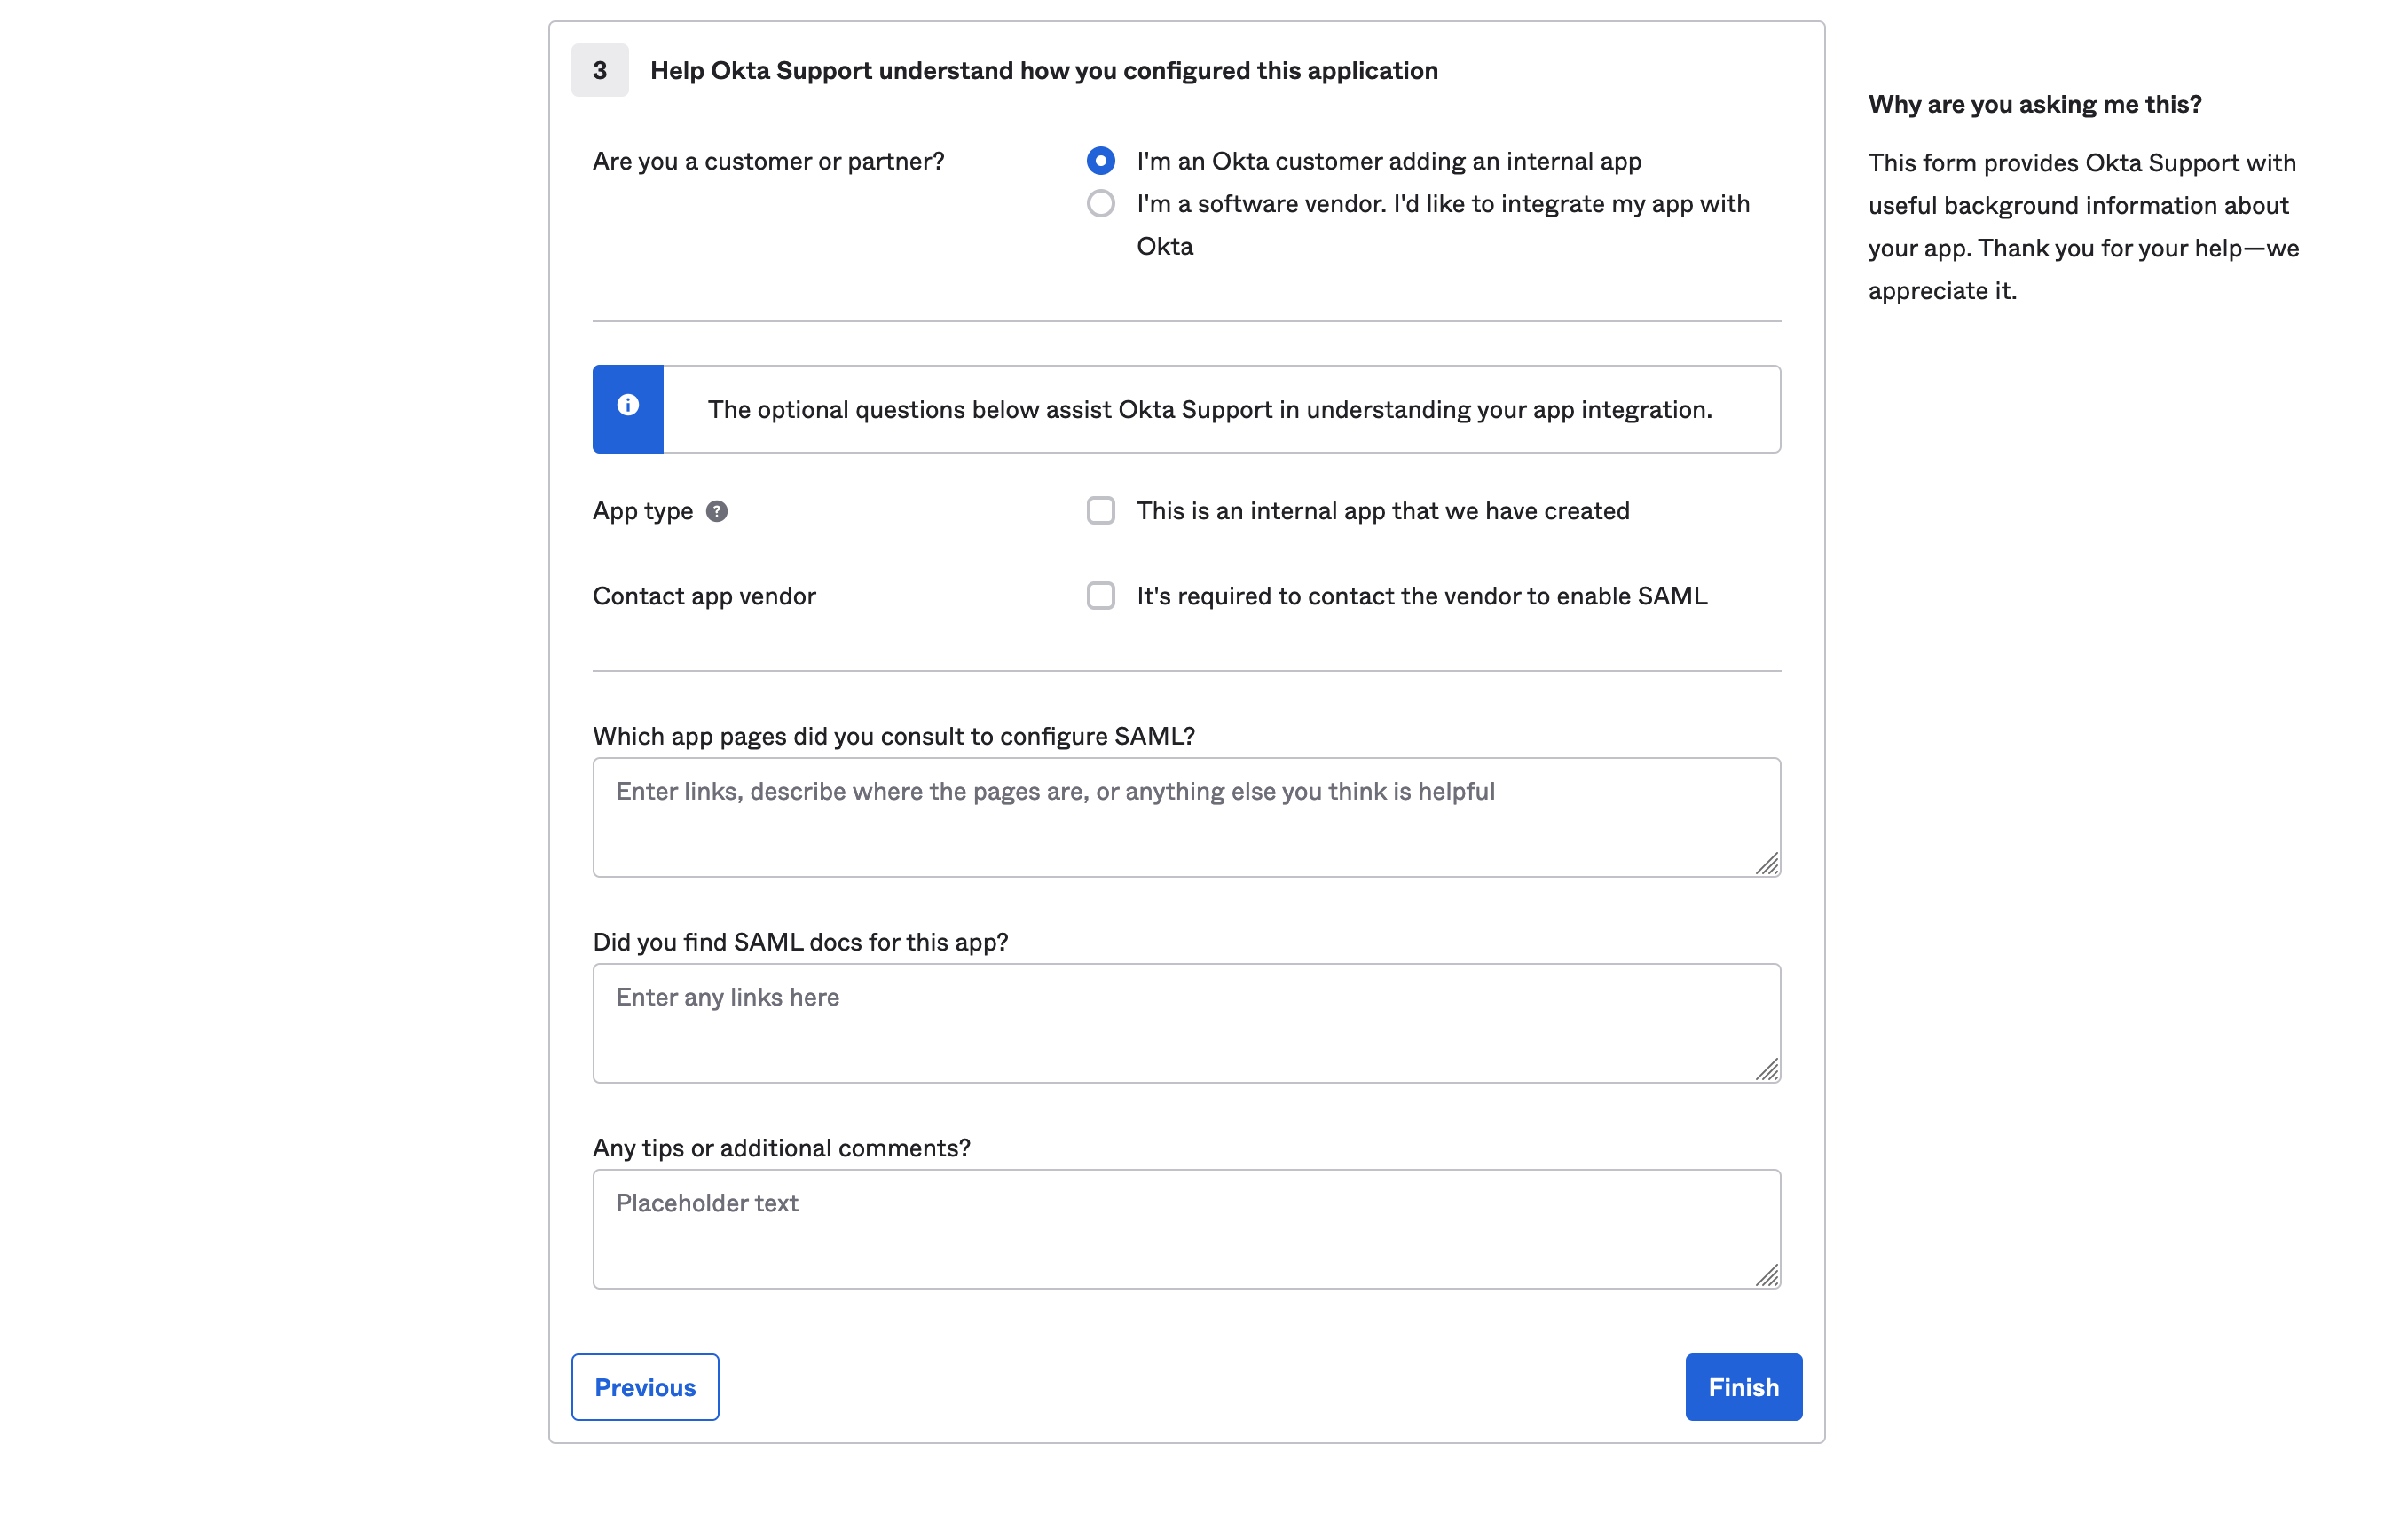 3
Help Okta Support understand how you configured this application
Are you a customer or partner?
I'm an Okta customer adding an internal app
I'm a software vendor. I'd like to integrate my app with
Okta
The optional questions below assist Okta Support in understanding your app integration.
App type ?
This is an internal app that we have created
Contact app vendor
It's required to contact the vendor to enable SAML
Which app pages did you consult to configure SAML?
Enter links, describe where the pages are, or anything else you think is helpful
Did you find SAML docs for this app?
Enter any links here
Any tips or additional comments?
Placeholder text
Previous
Finish
Why are you asking me this?
This form provides Okta Support with
useful background information about
your app. Thank you for your help—we
appreciate it.